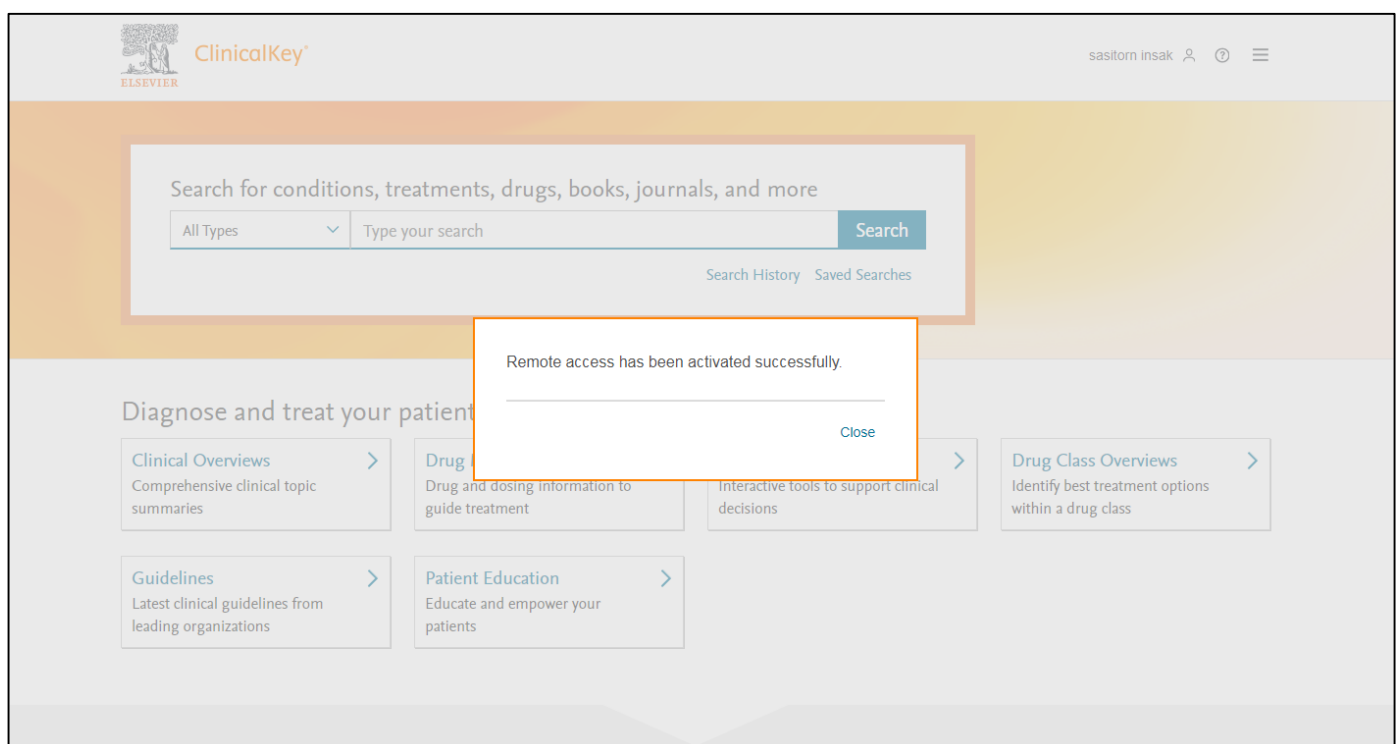 ELSEVIER
ClinicalKey®
sasitorn insak
?
Search for conditions, treatments, drugs, books, journals, and more
All Types
Type your search
Search
Search History Saved Searches
Remote access has been activated successfully.
Close
Diagnose and treat your patient
Clinical Overviews
Comprehensive clinical topic
summaries
Drug
Drug and dosing information to
guide treatment
Interactive tools to support clinical
decisions
Drug Class Overviews
Identify best treatment options
within a drug class
Guidelines
Latest clinical guidelines from
leading organizations
Patient Education
Educate and empower your
patients